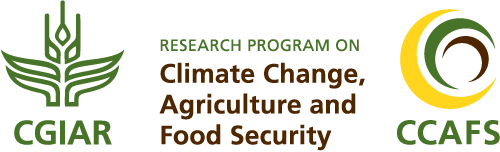 CGIAR
RESEARCH PROGRAM ON
Climate Change,
Agriculture and
Food Security
CCAFS